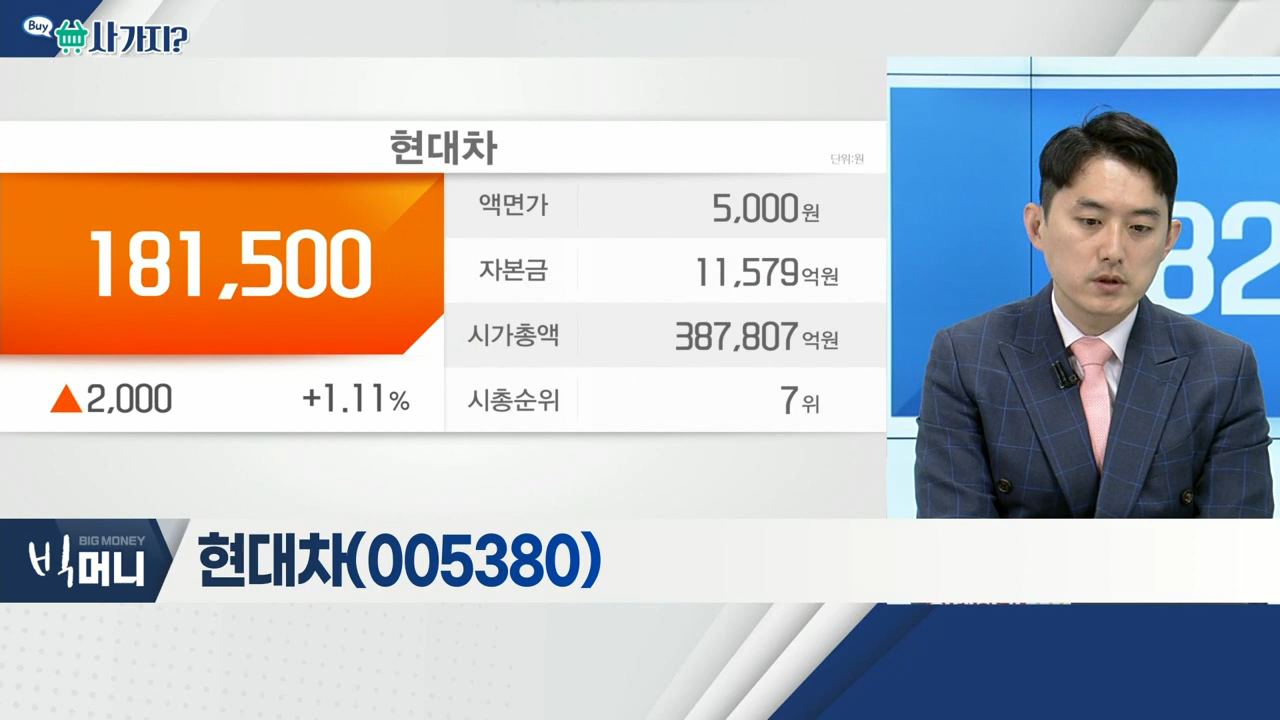 Buy
사가지?
현대차
단위:원
181,500
▲2,000 +1.11%
액면가 5,000원
자본금 11,579억원
시가총액 387,807억원
시총순위 7위
82
BIG MONEY
빅머니
현대차(005380)